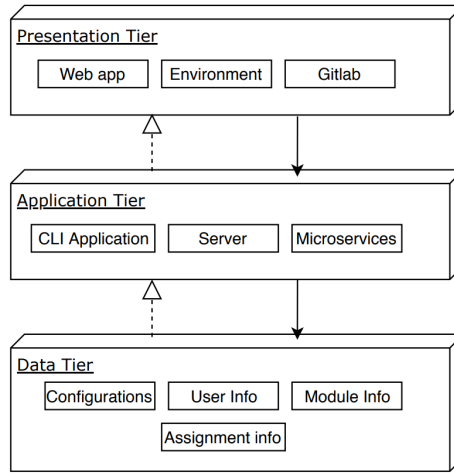 Presentation Tier
Web app Environment Gitlab
Application Tier
CLI Application Server Microservices
Data Tier
Configurations User Info Module Info
Assignment info